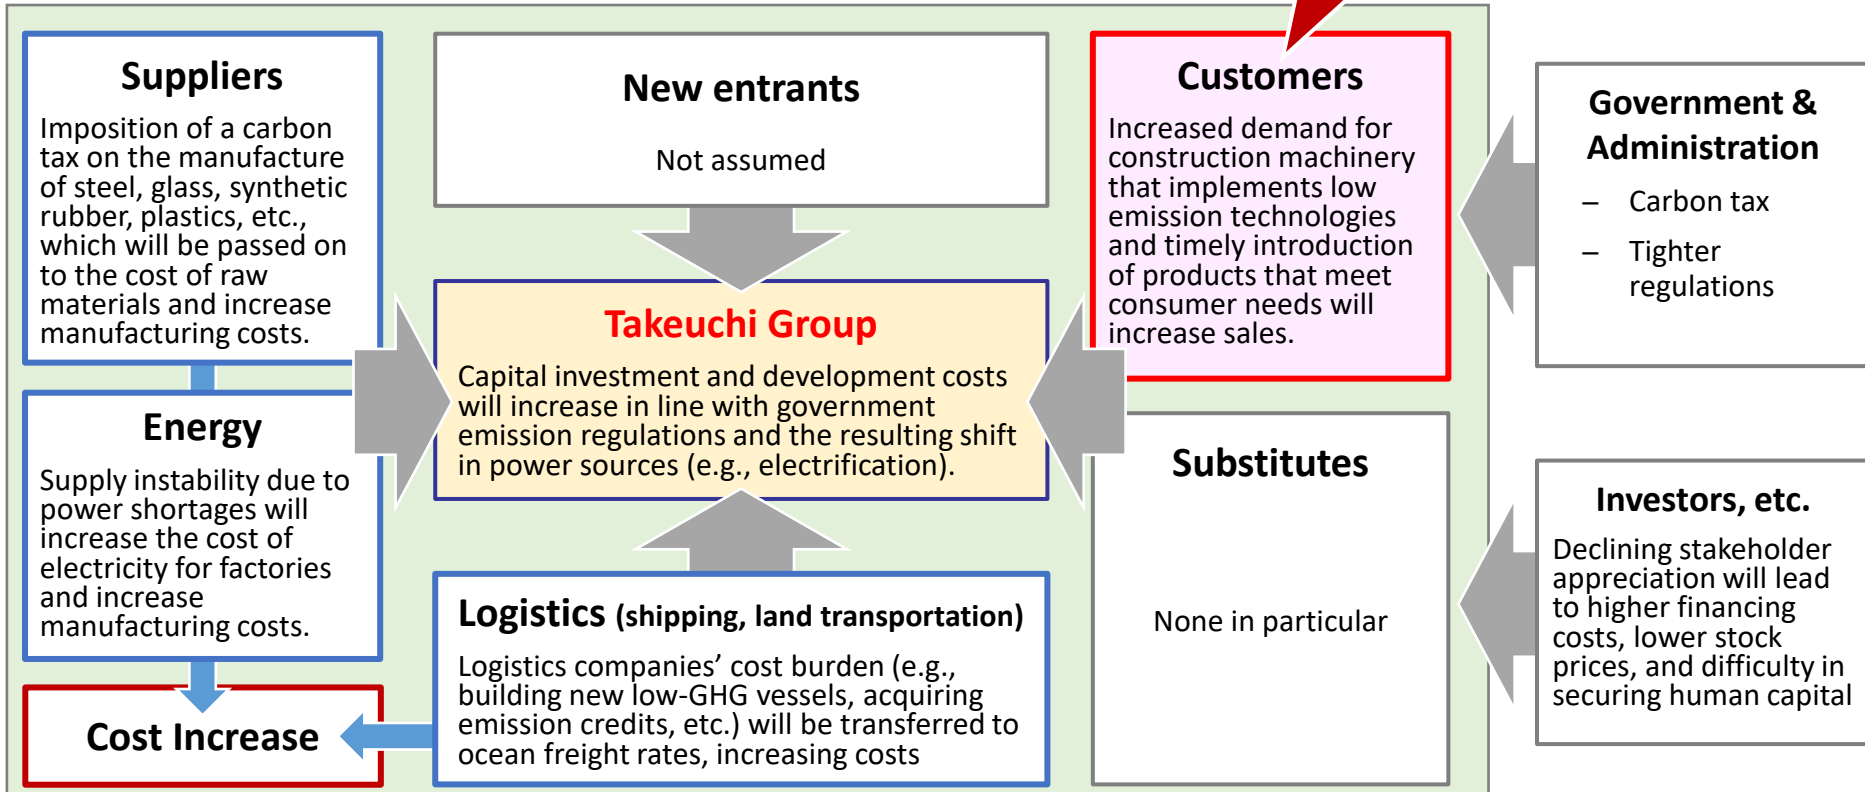 Suppliers
Imposition of a carbon
tax on the manufacture
of steel, glass, synthetic
rubber, plastics, etc.,
which will be passed on
to the cost of raw
materials and increase
manufacturing costs.
New entrants
Not assumed
Customers
Increased demand for
construction machinery
that implements low
emission technologies
and timely introduction
of products that meet
consumer needs will
increase sales.
Government &
Administration
– Carbon tax
– Tighter
regulations
Takeuchi Group
Capital investment and development costs
will increase in line with government
emission regulations and the resulting shift
in power sources (e.g., electrification).
Energy
Supply instability due to
power shortages will
increase the cost of
electricity for factories
and increase
manufacturing costs.
Substitutes
None in particular
Investors, etc.
Declining stakeholder
appreciation will lead
to higher financing
costs, lower stock
prices, and difficulty in
securing human capital
Logistics (shipping, land transportation)
Logistics companies’ cost burden (e.g.,
building new low-GHG vessels, acquiring
emission credits, etc.) will be transferred to
ocean freight rates, increasing costs
Cost Increase